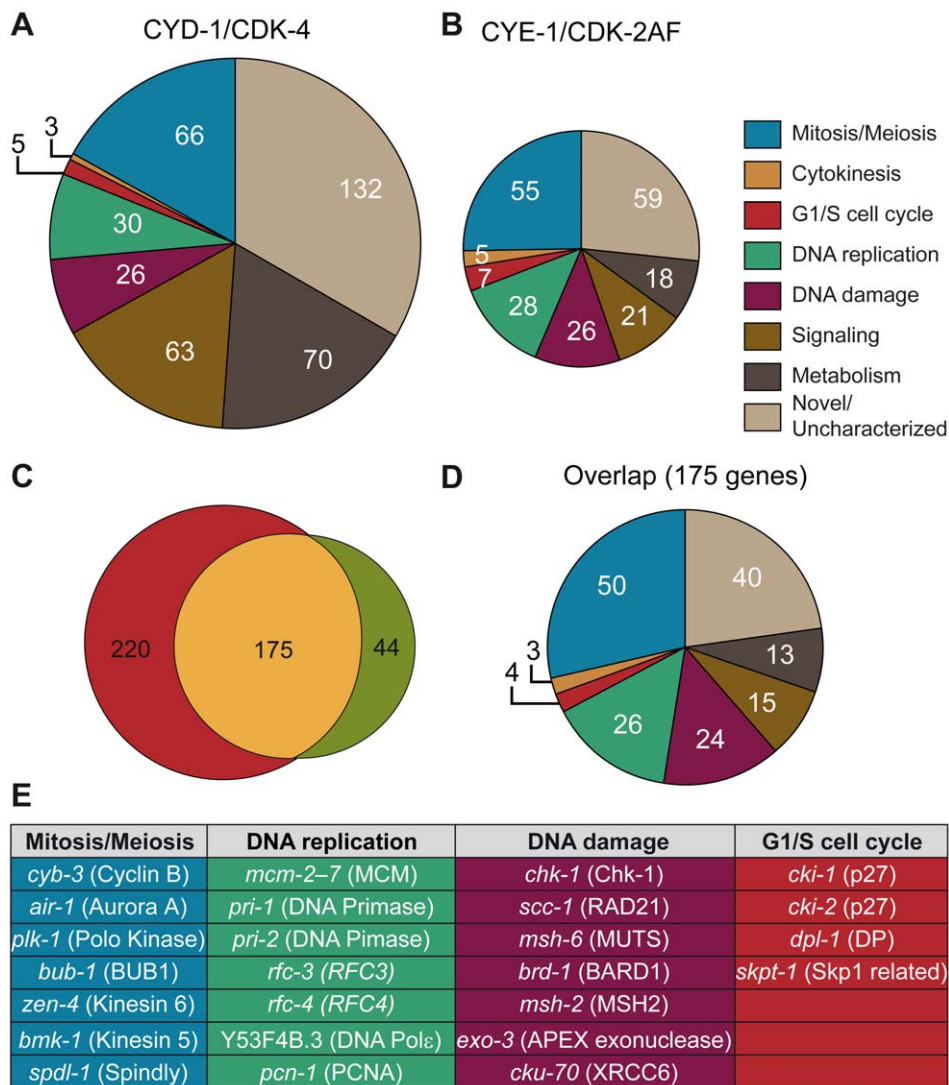 A
CYD-1/CDK-4
3
5
66
132
30
26
63
70
B
CYE-1/CDK-2AF
55
59
5
7
18
28
26
21
Mitosis/Meiosis
Cytokinesis
G1/S cell cycle
DNA replication
DNA damage
Signaling
Metabolism
Novel/
Uncharacterized
C
220
175
44
D
Overlap (175 genes)
50
40
3
4
13
15
26
24
E
Mitosis/Meiosis DNA replication DNA damage G1/S cell cycle
cyb-3 (Cyclin B) mcm-2–7 (MCM) chk-1 (Chk-1) cki-1 (p27)
air-1 (Aurora A) pri-1 (DNA Primase) scc-1 (RAD21) cki-2 (p27)
plk-1 (Polo Kinase) pri-2 (DNA Pimase) msh-6 (MUTS) dpl-1 (DP)
bub-1 (BUB1) rfc-3 (RFC3) brd-1 (BARD1) skpt-1 (Skp1 related)
zen-4 (Kinesin 6) rfc-4 (RFC4) msh-2 (MSH2)
bmk-1 (Kinesin 5) Y53F4B.3 (DNA Polε) exo-3 (APEX exonuclease)
spdl-1 (Spindly) pcn-1 (PCNA) cku-70 (XRCC6)